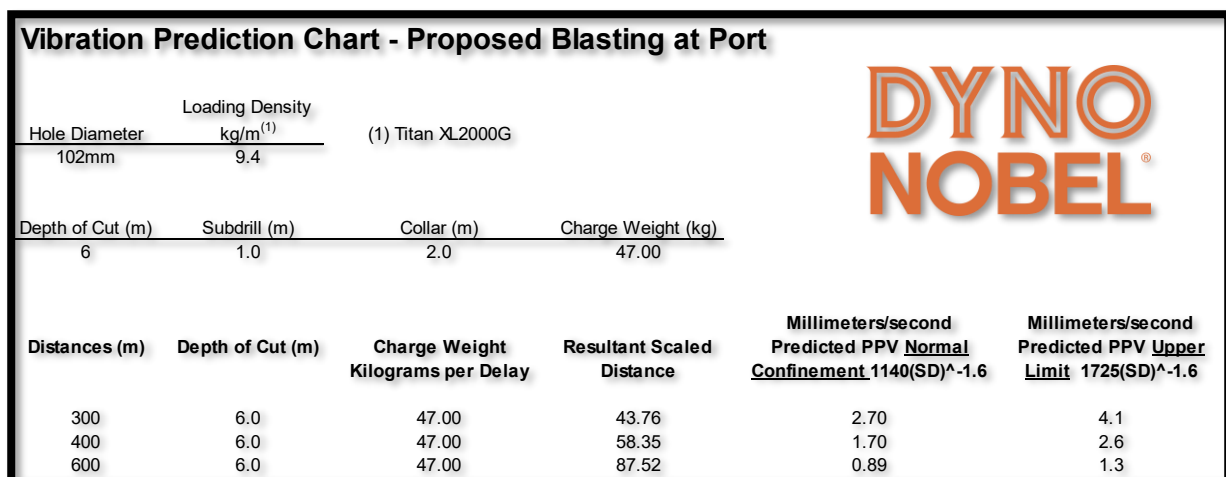 Vibration Prediction Chart - Proposed Blasting at Port
DYNO
NOBEL®
Loading Density
Hole Diameter kg/m(1) (1) Titan XL2000G
102mm 9.4
Depth of Cut (m) Subdrill (m) Collar (m) Charge Weight (kg)
6 1.0 2.0 47.00
Millimeters/second Millimeters/second
Distances (m) Depth of Cut (m) Charge Weight Resultant Scaled Predicted PPV Normal Predicted PPV Upper
Kilograms per Delay Distance Confinement 1140(SD)^-1.6 Limit 1725(SD)^-1.6
300 6.0 47.00 43.76 2.70 4.1
400 6.0 47.00 58.35 1.70 2.6
600 6.0 47.00 87.52 0.89 1.3